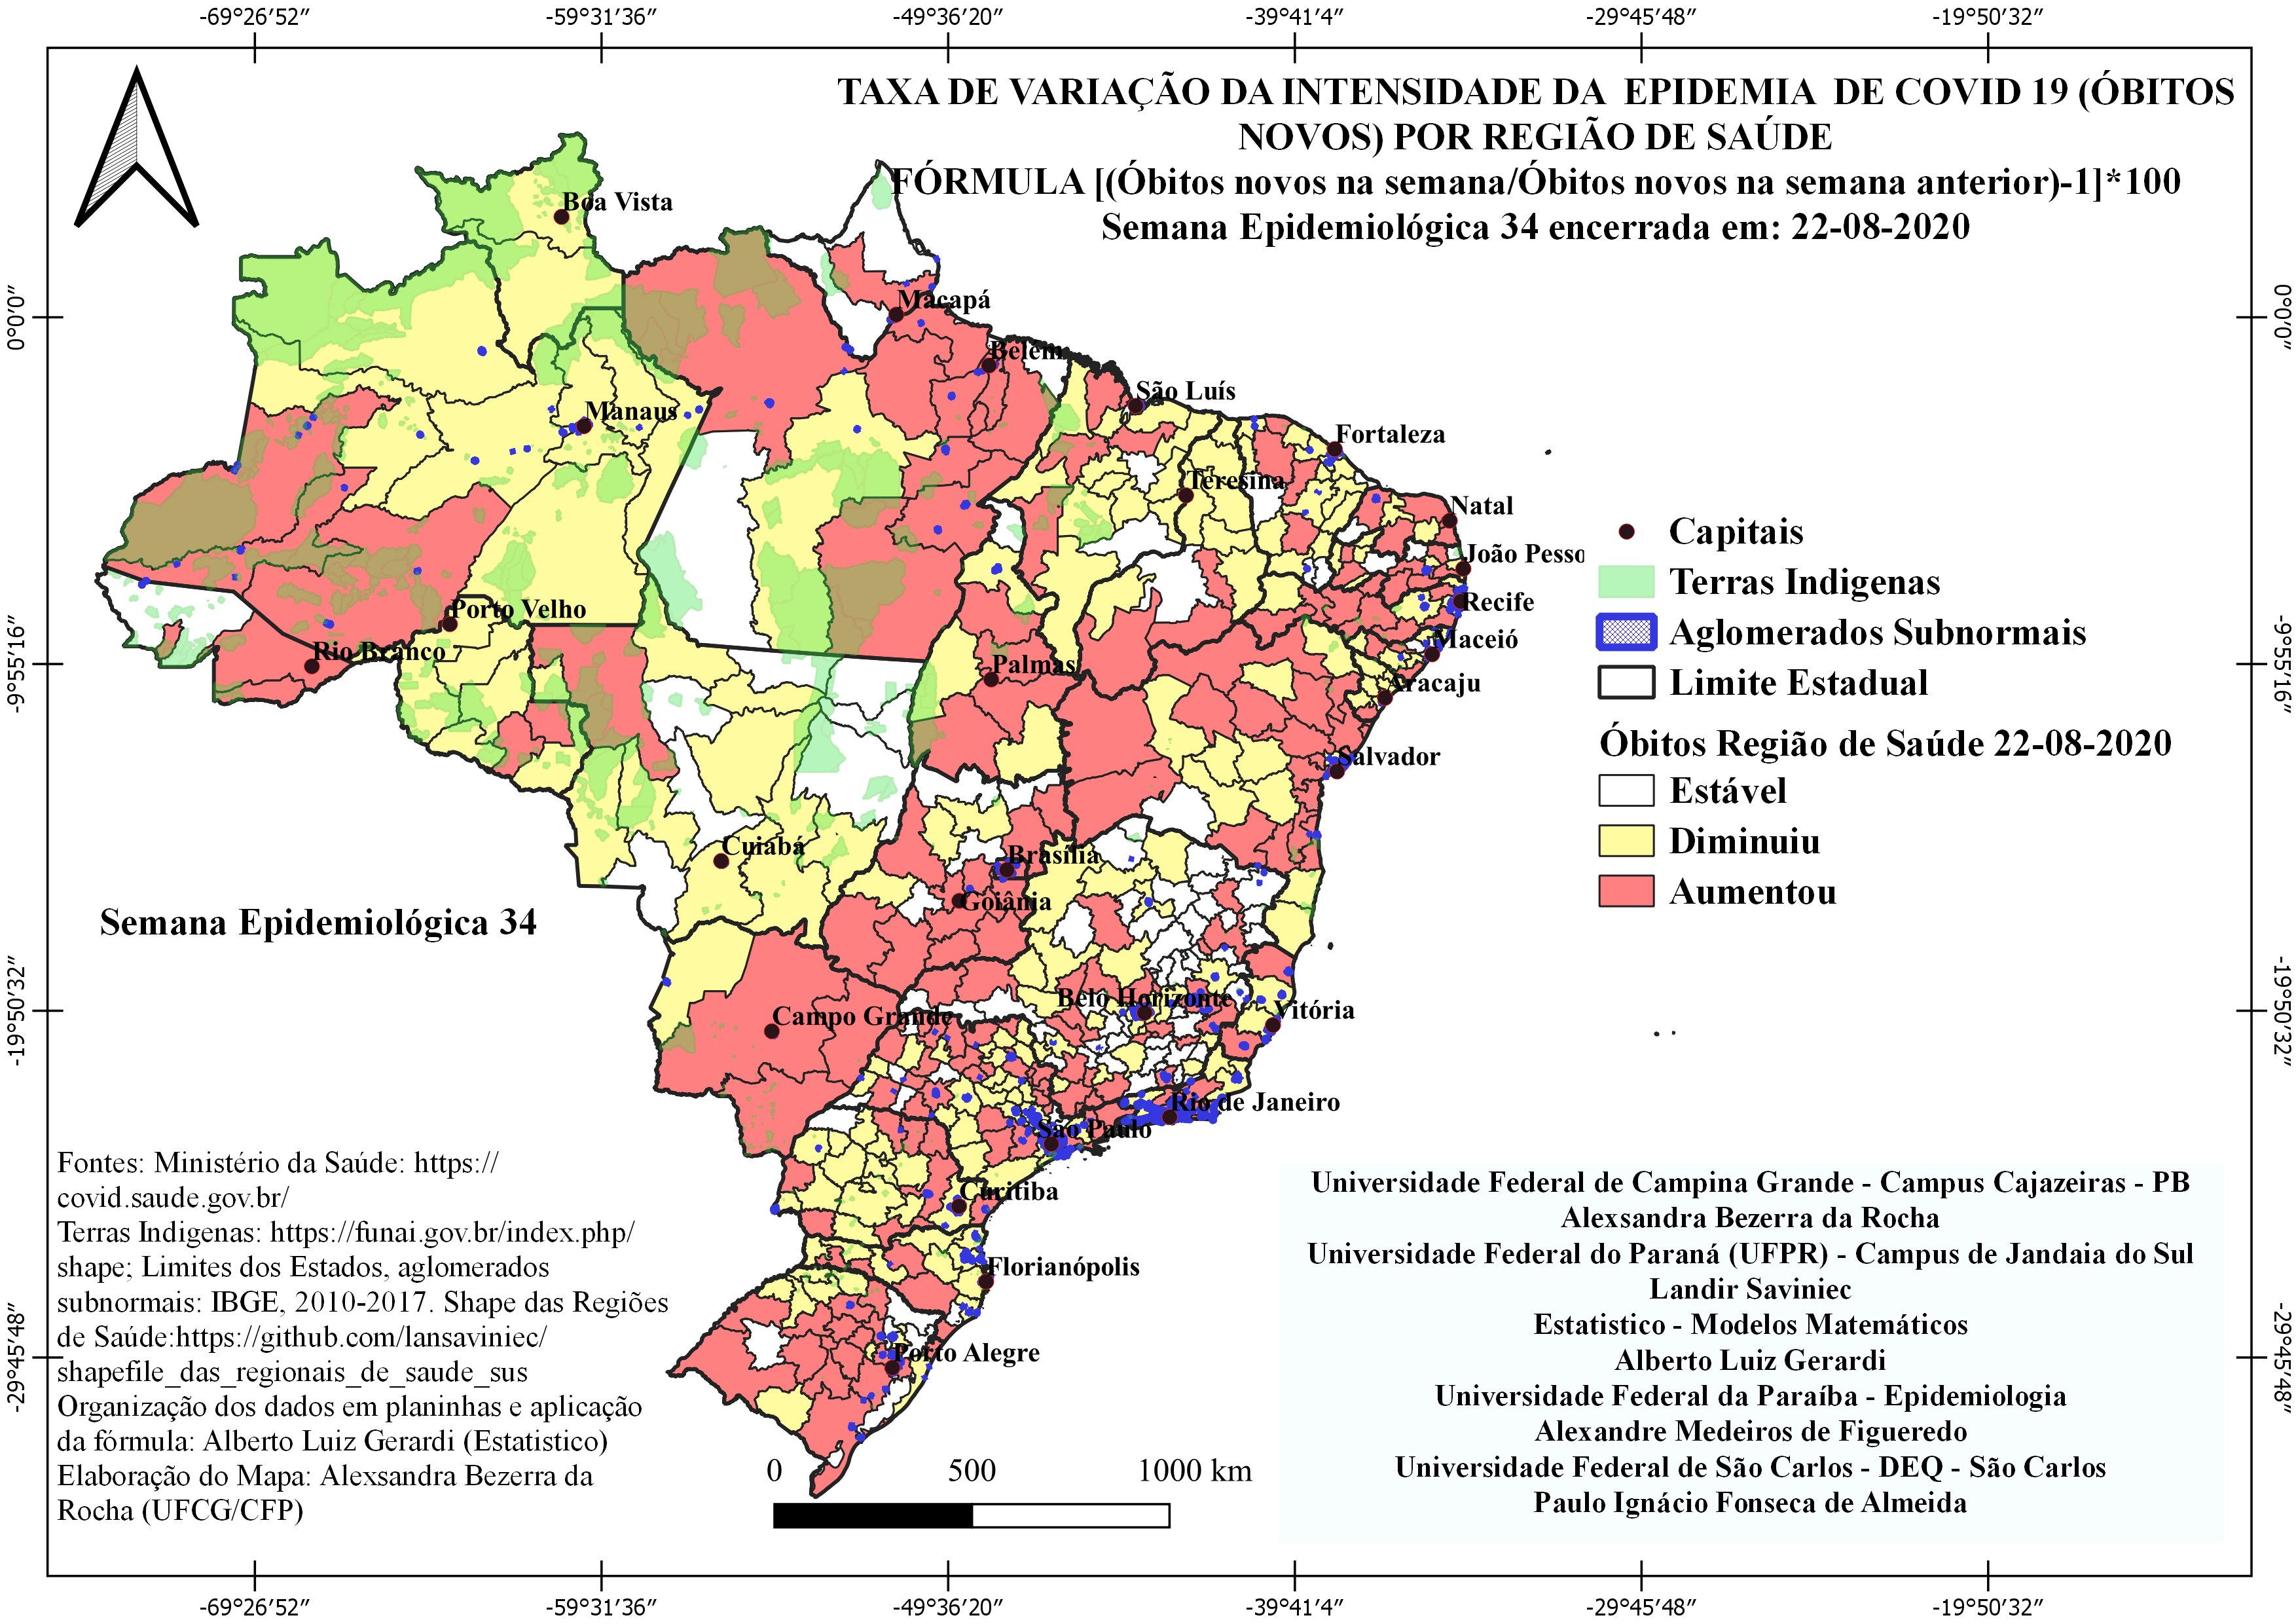 -69°26′52″ -59°31′36″ -49°36′20″ -39°41′4″ -29°45′48″ -19°50′32″
TAXA DE VARIAÇÃO DA INTENSIDADE DA EPIDEMIA DE COVID 19 (ÓBITOS
NOVOS) POR REGIÃO DE SAÚDE
FÓRMULA [(Óbitos novos na semana/Óbitos novos na semana anterior)-1]*100
Semana Epidemiológica 34 encerrada em: 22-08-2020
0°0′0″
-9°55′16″
-19°50′32″
-29°45′48″
0°0′0″
-9°55′16″
-19°50′32″
-29°45′48″
Boa Vista
Macapá
Belem
São Luís
Manaus
Fortaleza
Teresina
Natal
João Pesso
Porto Velho
Recife
Rio Branco
Maceió
Palmas
Aracaju
Salvador
Cuiabá
Brasília
Goiânia
Belo Horizonte
Vitória
Campo Grande
Rio de Janeiro
São Paulo
Curitiba
Florianópolis
Porto Alegre
Capitais
Terras Indigenas
Aglomerados Subnormais
Limite Estadual
Óbitos Região de Saúde 22-08-2020
Estável
Diminuiu
Aumentou
Semana Epidemiológica 34
Fontes: Ministério da Saúde: https://
covid.saude.gov.br/
Terras Indigenas: https://funai.gov.br/index.php/
shape; Limites dos Estados, aglomerados
subnormais: IBGE, 2010-2017. Shape das Regiões
de Saúde:https://github.com/lansaviniec/
shapefile_das_regionais_de_saude_sus
Organização dos dados em planinhas e aplicação
da fórmula: Alberto Luiz Gerardi (Estatistico)
Elaboração do Mapa: Alexsandra Bezerra da
Rocha (UFCG/CFP)
0 500 1000 km
Universidade Federal de Campina Grande - Campus Cajazeiras - PB
Alexsandra Bezerra da Rocha
Universidade Federal do Paraná (UFPR) - Campus de Jandaia do Sul
Landir Saviniec
Estatistico - Modelos Matemáticos
Alberto Luiz Gerardi
Universidade Federal da Paraíba - Epidemiologia
Alexandre Medeiros de Figueredo
Universidade Federal de São Carlos - DEQ - São Carlos
Paulo Ignácio Fonseca de Almeida
-69°26′52″ -59°31′36″ -49°36′20″ -39°41′4″ -29°45′48″ -19°50′32″